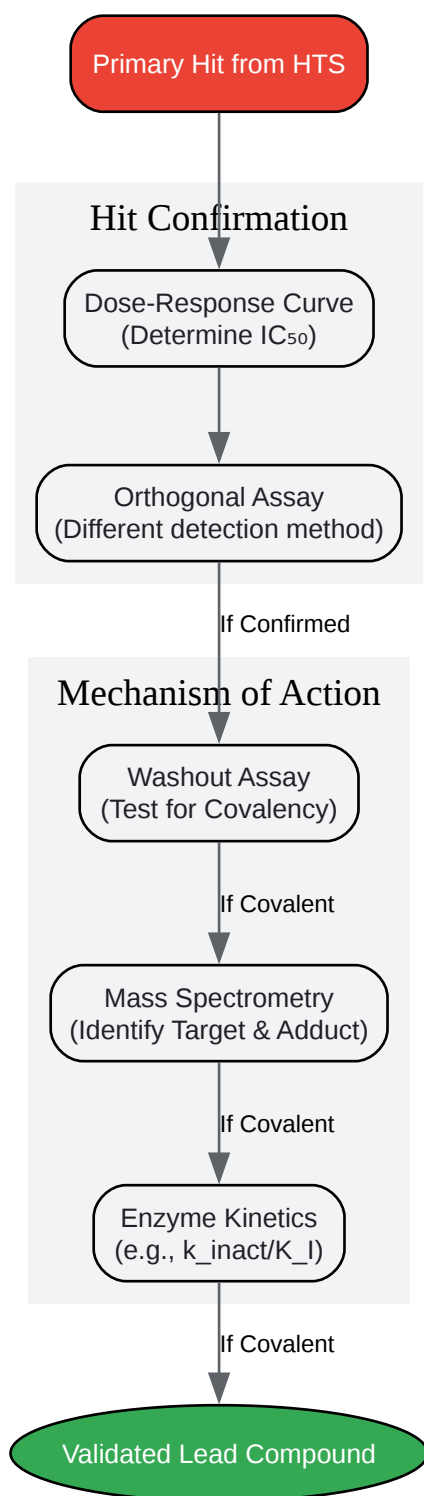 Primary Hit from HTS
Hit Confirmation
Dose-Response Curve
(Determine IC₅₀)
Orthogonal Assay
(Different detection method)
If Confirmed
Mechanism of Action
Washout Assay
(Test for Covalency)
If Covalent
Mass Spectrometry
(Identify Target & Adduct)
If Covalent
Enzyme Kinetics
(e.g., k_inact/K_I)
If Covalent
Validated Lead Compound